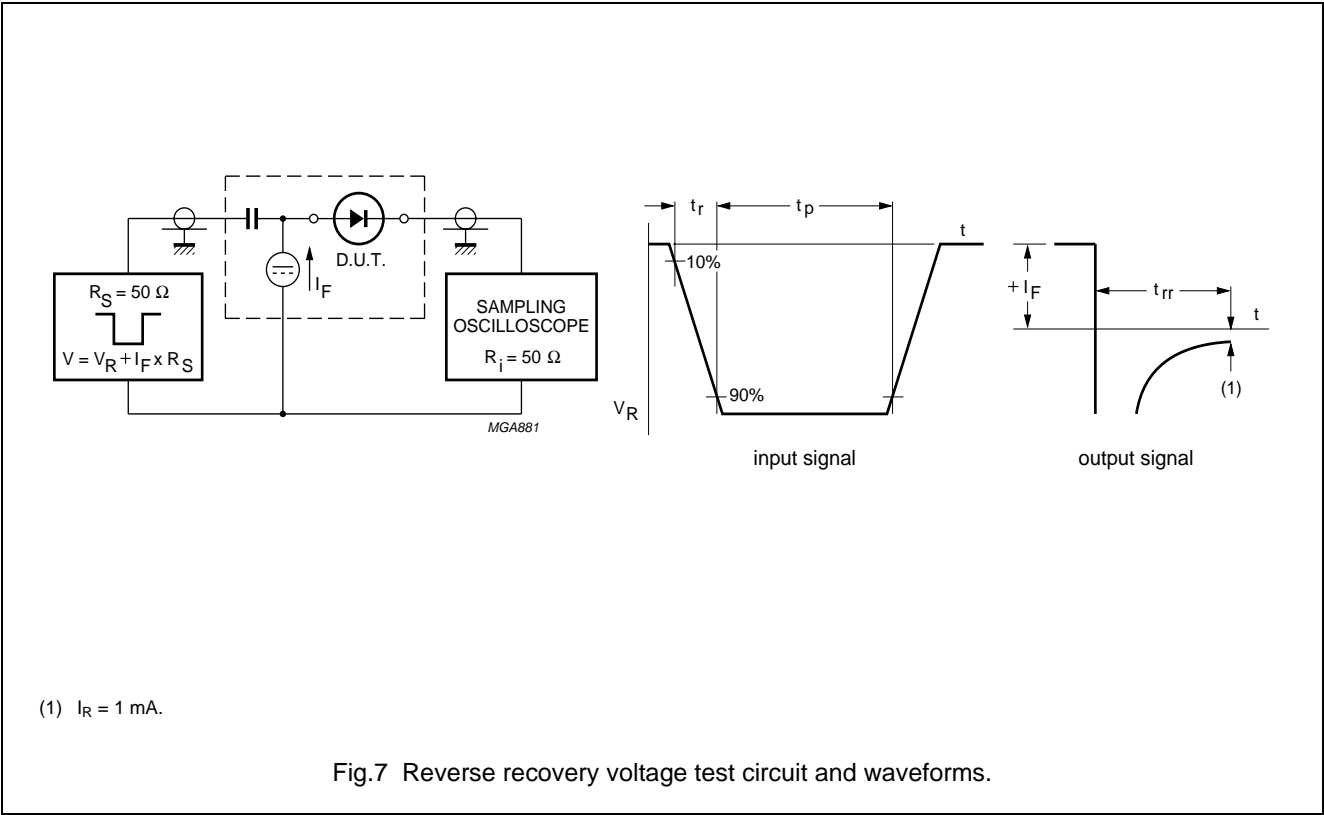 R_S = 50 Ω
V = V_R + I_F x R_S
I_F
D.U.T.
SAMPLING
OSCILLOSCOPE
R_i = 50 Ω
MGA881
t_r
t_p
t
10%
90%
V_R
input signal
+ I_F
t_rr
t
(1)
output signal
(1) I_R = 1 mA.
Fig.7 Reverse recovery voltage test circuit and waveforms.